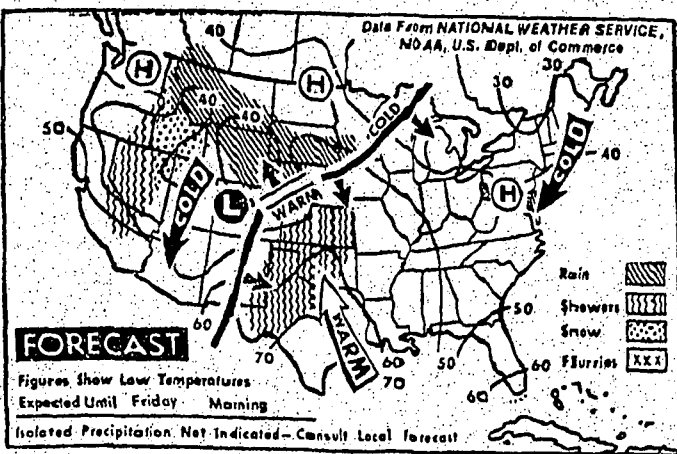 Data From NATIONAL WEATHER SERVICE,
NOAA, U.S. Dept. of Commerce
40
30
30
H
H
40
40
50
COLD
COLD
40
COLD
H
L
WARM
Rain
Showers
Snow
Flurries XXX
60
70
WARM
60
70
50
50
60
60
FORECAST
Figures Show Low Temperatures
Expected Until Friday Morning
Isolated Precipitation Not Indicated – Consult Local Forecast